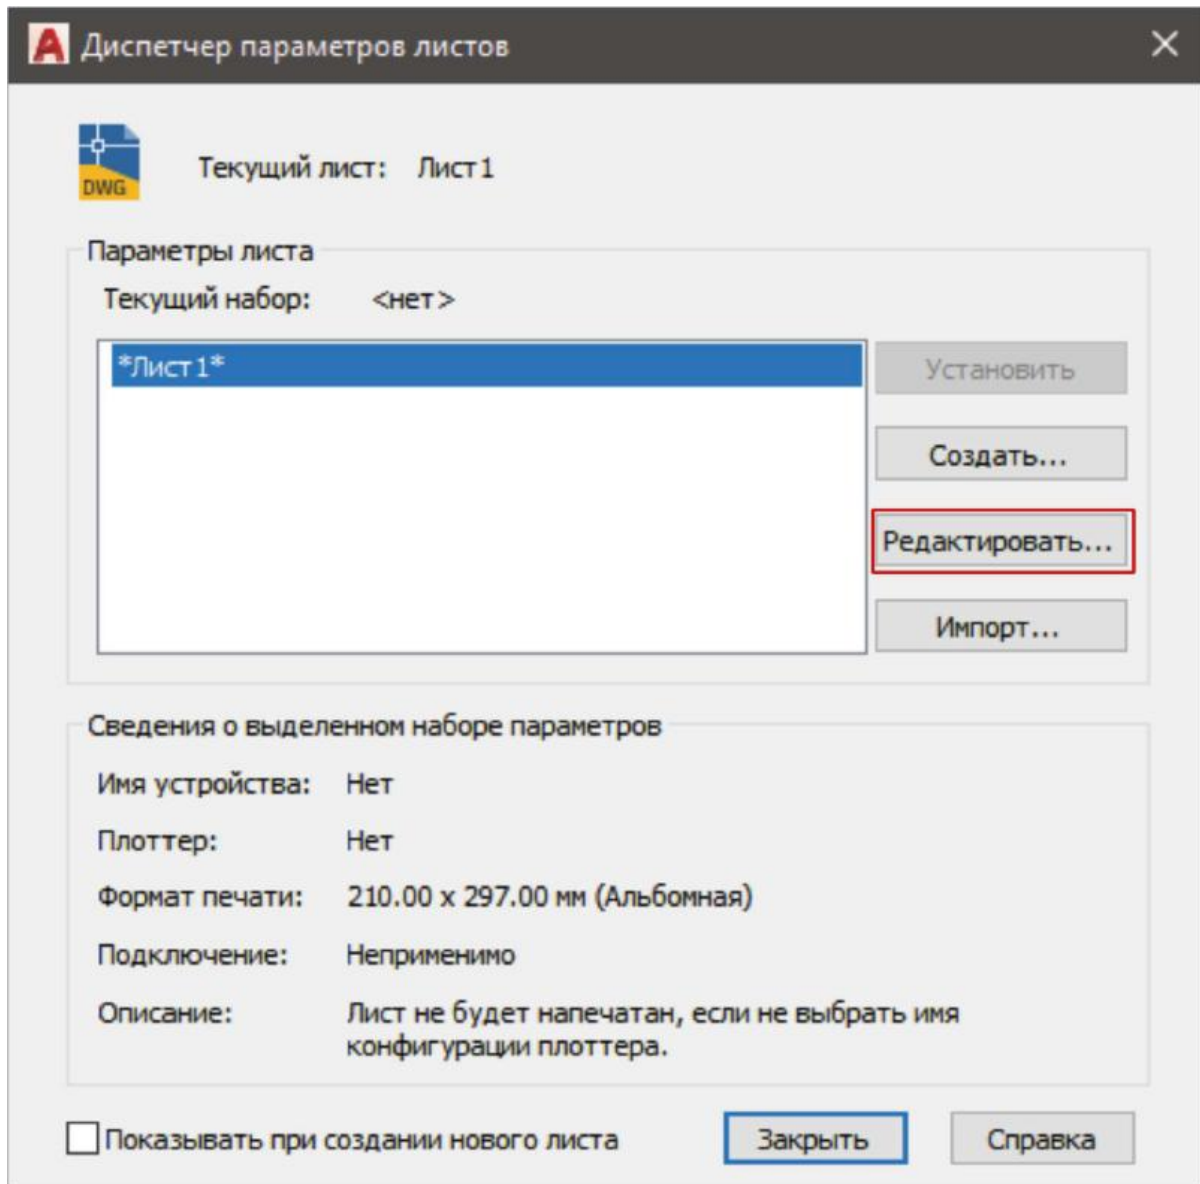 Диспетчер параметров листов
DWG
Текущий лист: Лист1
Параметры листа
Текущий набор: <нет>
*Лист1*
Установить
Создать...
Редактировать...
Импорт...
Сведения о выделенном наборе параметров
Имя устройства: Нет
Плоттер: Нет
Формат печати: 210.00 x 297.00 мм (Альбомная)
Подключение: Неприменимо
Описание: Лист не будет напечатан, если не выбрать имя
конфигурации плоттера.
Показывать при создании нового листа
Закрыть
Справка